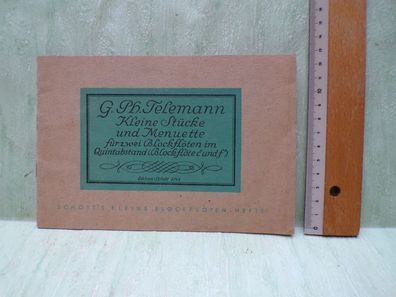 G. Ph. Telemann
Kleine Stücke
und Menuette
für zwei Blockflöten im
Quintabstand (Blockflöte c" und f')
SCHOTT'S KLEINE BLOCKFLÖTEN-HEFTE